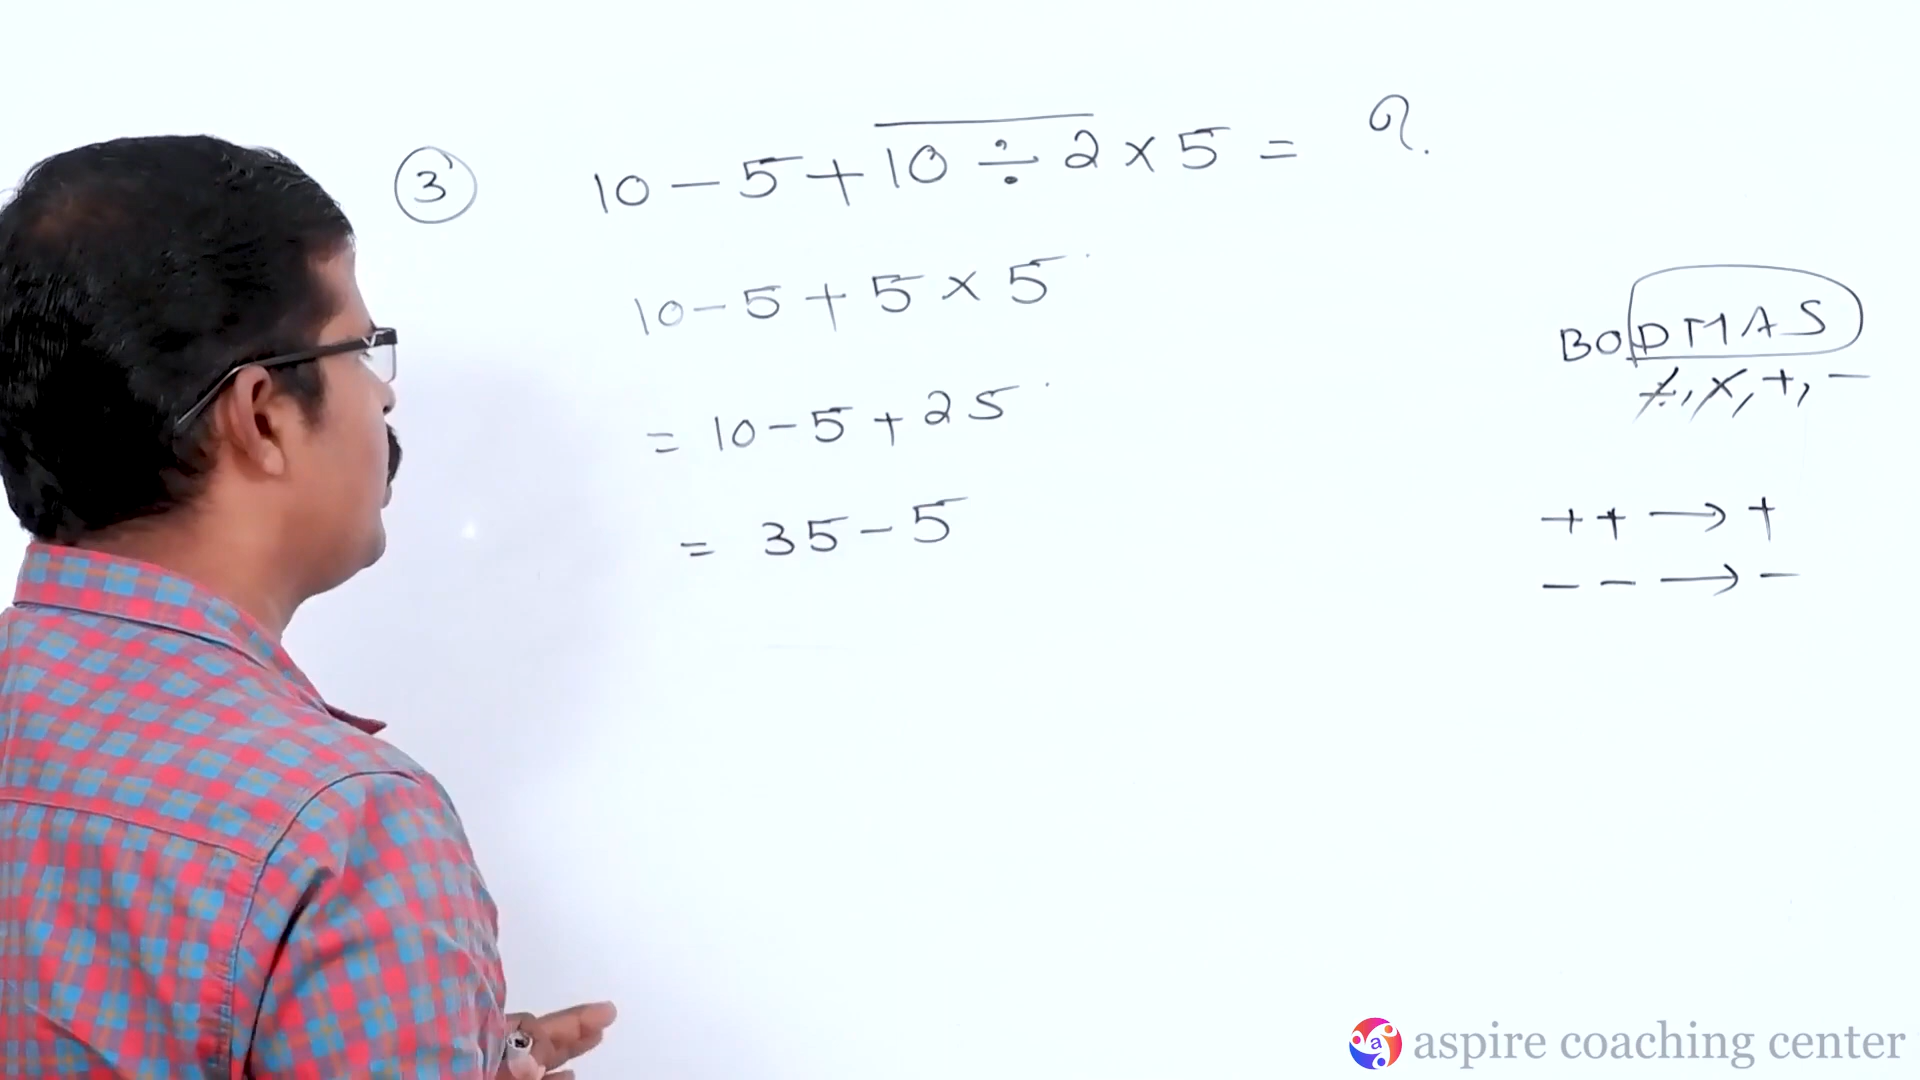 ③ 10 - 5 + 10 ÷ 2 × 5 = ?
10 - 5 + 5 × 5
= 10 - 5 + 25
= 35 - 5
BODMAS
÷, ×, +, -
+ + → +
- - → -
aspire coaching center